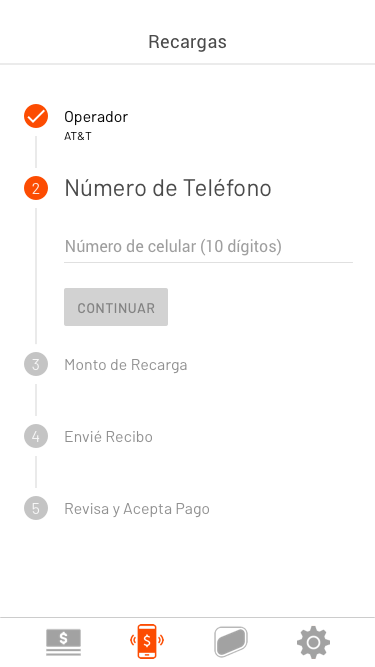 Recargas
Operador
AT&T
2 Número de Teléfono
Número de celular (10 dígitos)
CONTINUAR
3 Monto de Recarga
4 Envié Recibo
5 Revisa y Acepta Pago
$ $